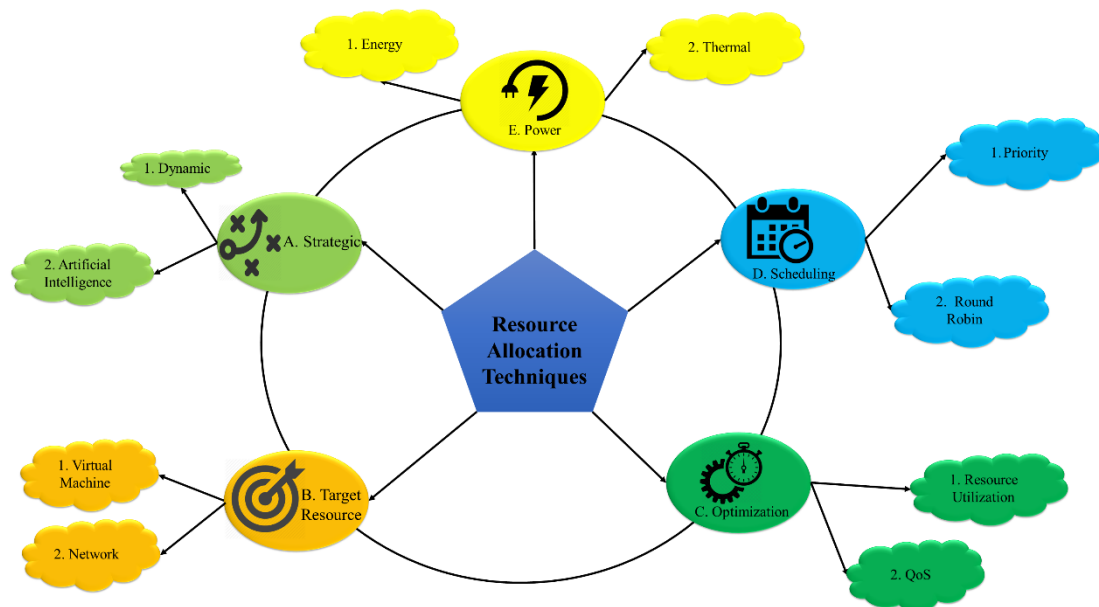 1. Energy
2. Thermal
E. Power
1. Dynamic
2. Artificial
Intelligence
A. Strategic
1. Priority
2. Round
Robin
D. Scheduling
Resource
Allocation
Techniques
1. Virtual
Machine
2. Network
B. Target
Resource
C. Optimization
1. Resource
Utilization
2. QoS